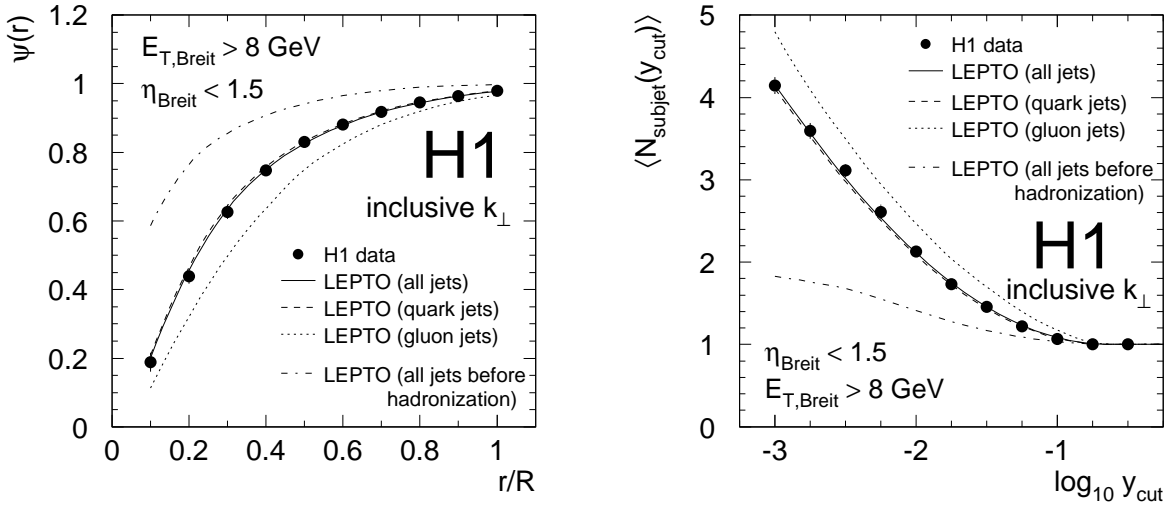 ψ(r)
1.2
1
0.8
0.6
0.4
0.2
0
0
0.2
0.4
0.6
0.8
1
r/R
E_T,Breit > 8 GeV
η_Breit < 1.5
H1
inclusive k_⊥
H1 data
LEPTO (all jets)
LEPTO (quark jets)
LEPTO (gluon jets)
LEPTO (all jets before
hadronization)
⟨N_subjet(y_cut)⟩
5
4
3
2
1
0
-3
-2
-1
log_10 y_cut
H1 data
LEPTO (all jets)
LEPTO (quark jets)
LEPTO (gluon jets)
LEPTO (all jets before
hadronization)
H1
inclusive k_⊥
η_Breit < 1.5
E_T,Breit > 8 GeV